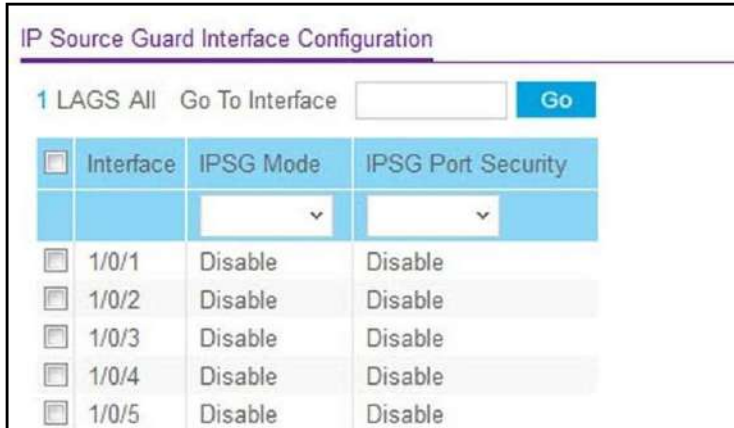 IP Source Guard Interface Configuration
1 LAGS All Go To Interface Go
Interface IPSG Mode IPSG Port Security
1/0/1 Disable Disable
1/0/2 Disable Disable
1/0/3 Disable Disable
1/0/4 Disable Disable
1/0/5 Disable Disable